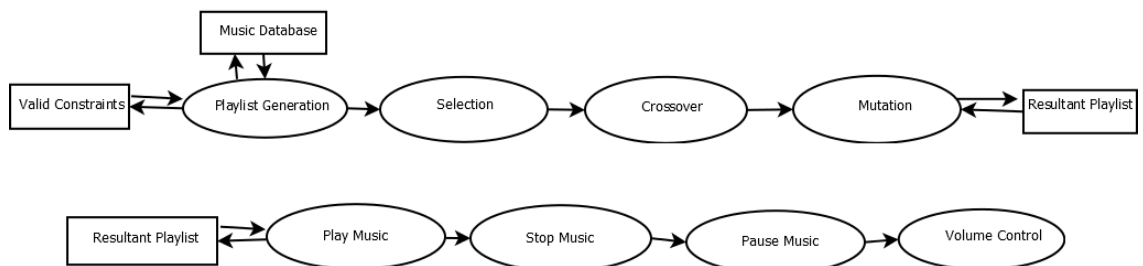 Music Database
Valid Constraints
Playlist Generation
Selection
Crossover
Mutation
Resultant Playlist
Resultant Playlist
Play Music
Stop Music
Pause Music
Volume Control